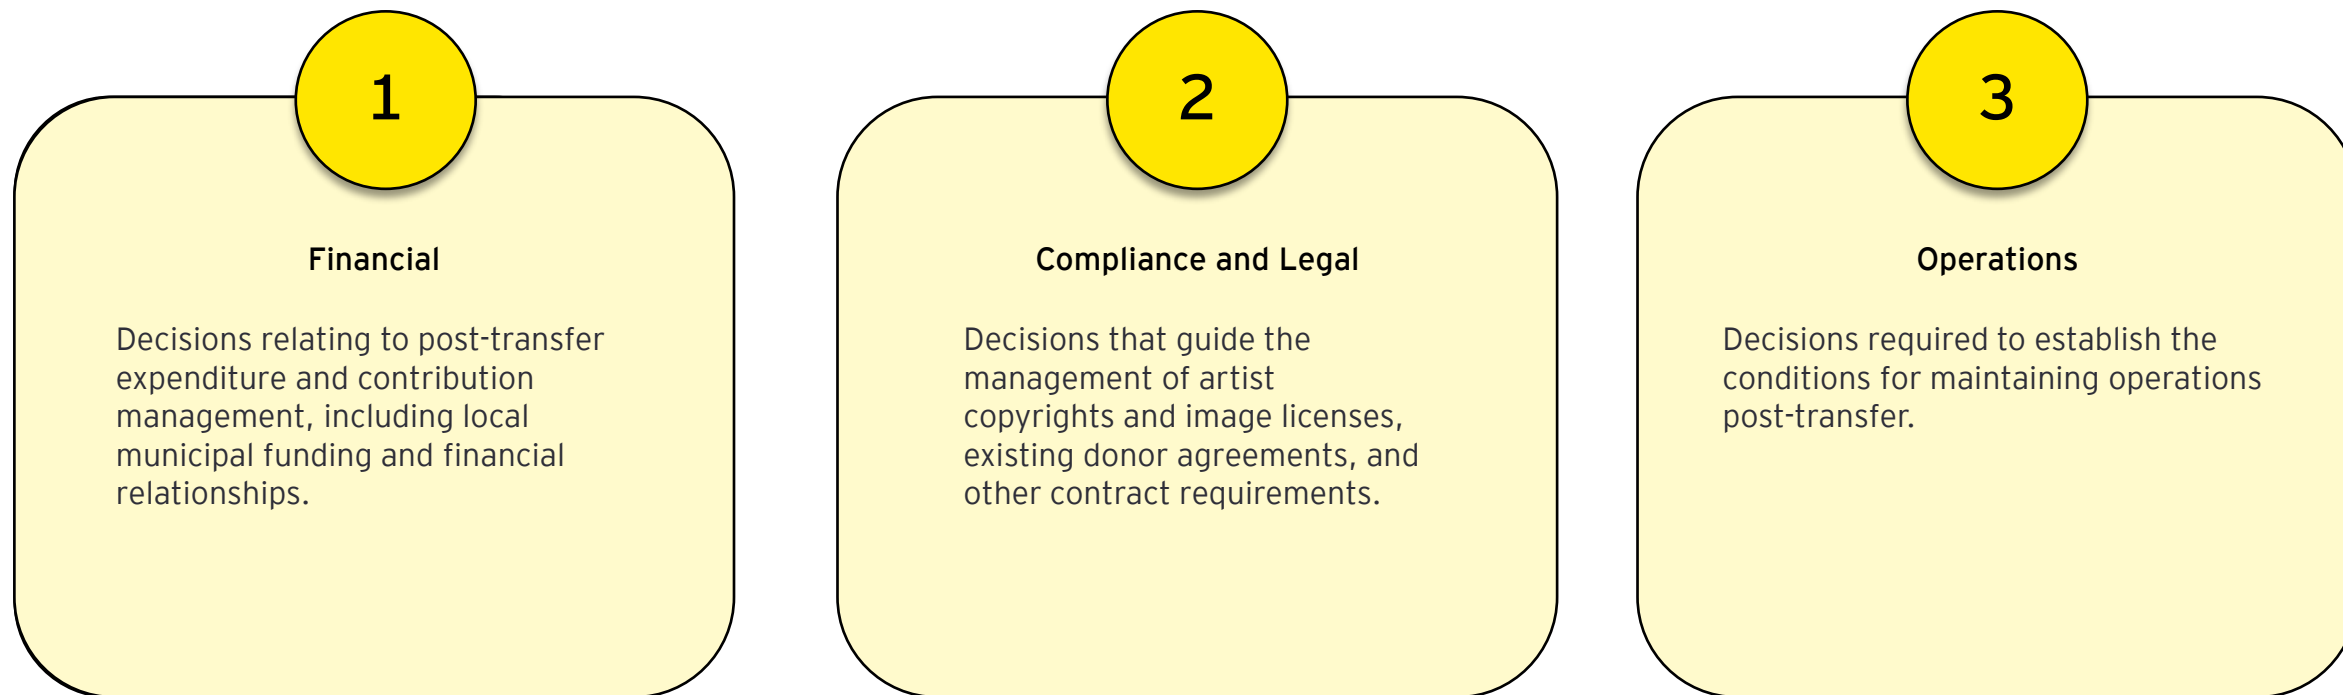 1
Financial
Decisions relating to post-transfer
expenditure and contribution
management, including local
municipal funding and financial
relationships.
2
Compliance and Legal
Decisions that guide the
management of artist
copyrights and image licenses,
existing donor agreements, and
other contract requirements.
3
Operations
Decisions required to establish the
conditions for maintaining operations
post-transfer.